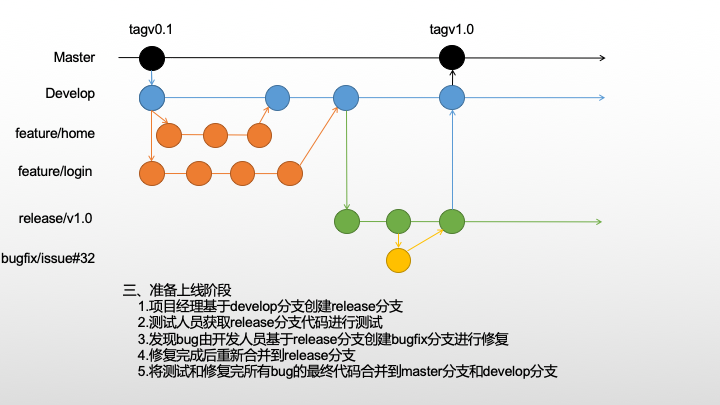 tagv0.1
tagv1.0
Master
Develop
feature/home
feature/login
release/v1.0
bugfix/issue#32
三、准备上线阶段
1.项目经理基于develop分支创建release分支
2.测试人员获取release分支代码进行测试
3.发现bug由开发人员基于release分支创建bugfix分支进行修复
4.修复完成后重新合并到release分支
5.将测试和修复完所有bug的最终代码合并到master分支和develop分支